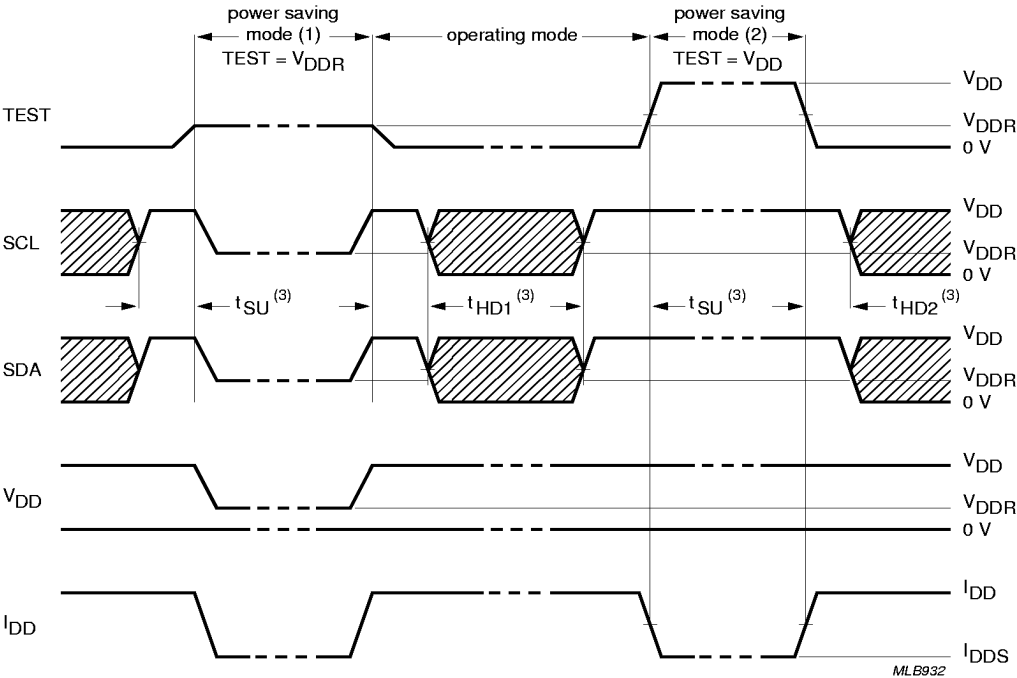 power saving
mode (1)
TEST = VDDR
operating mode
power saving
mode (2)
TEST = VDD
TEST
VDD
VDDR
0 V
SCL
VDD
VDDR
0 V
tSU (3)
tHD1 (3)
tSU (3)
tHD2 (3)
SDA
VDD
VDDR
0 V
VDD
VDD
VDDR
0 V
IDD
IDD
IDDS
MLB932